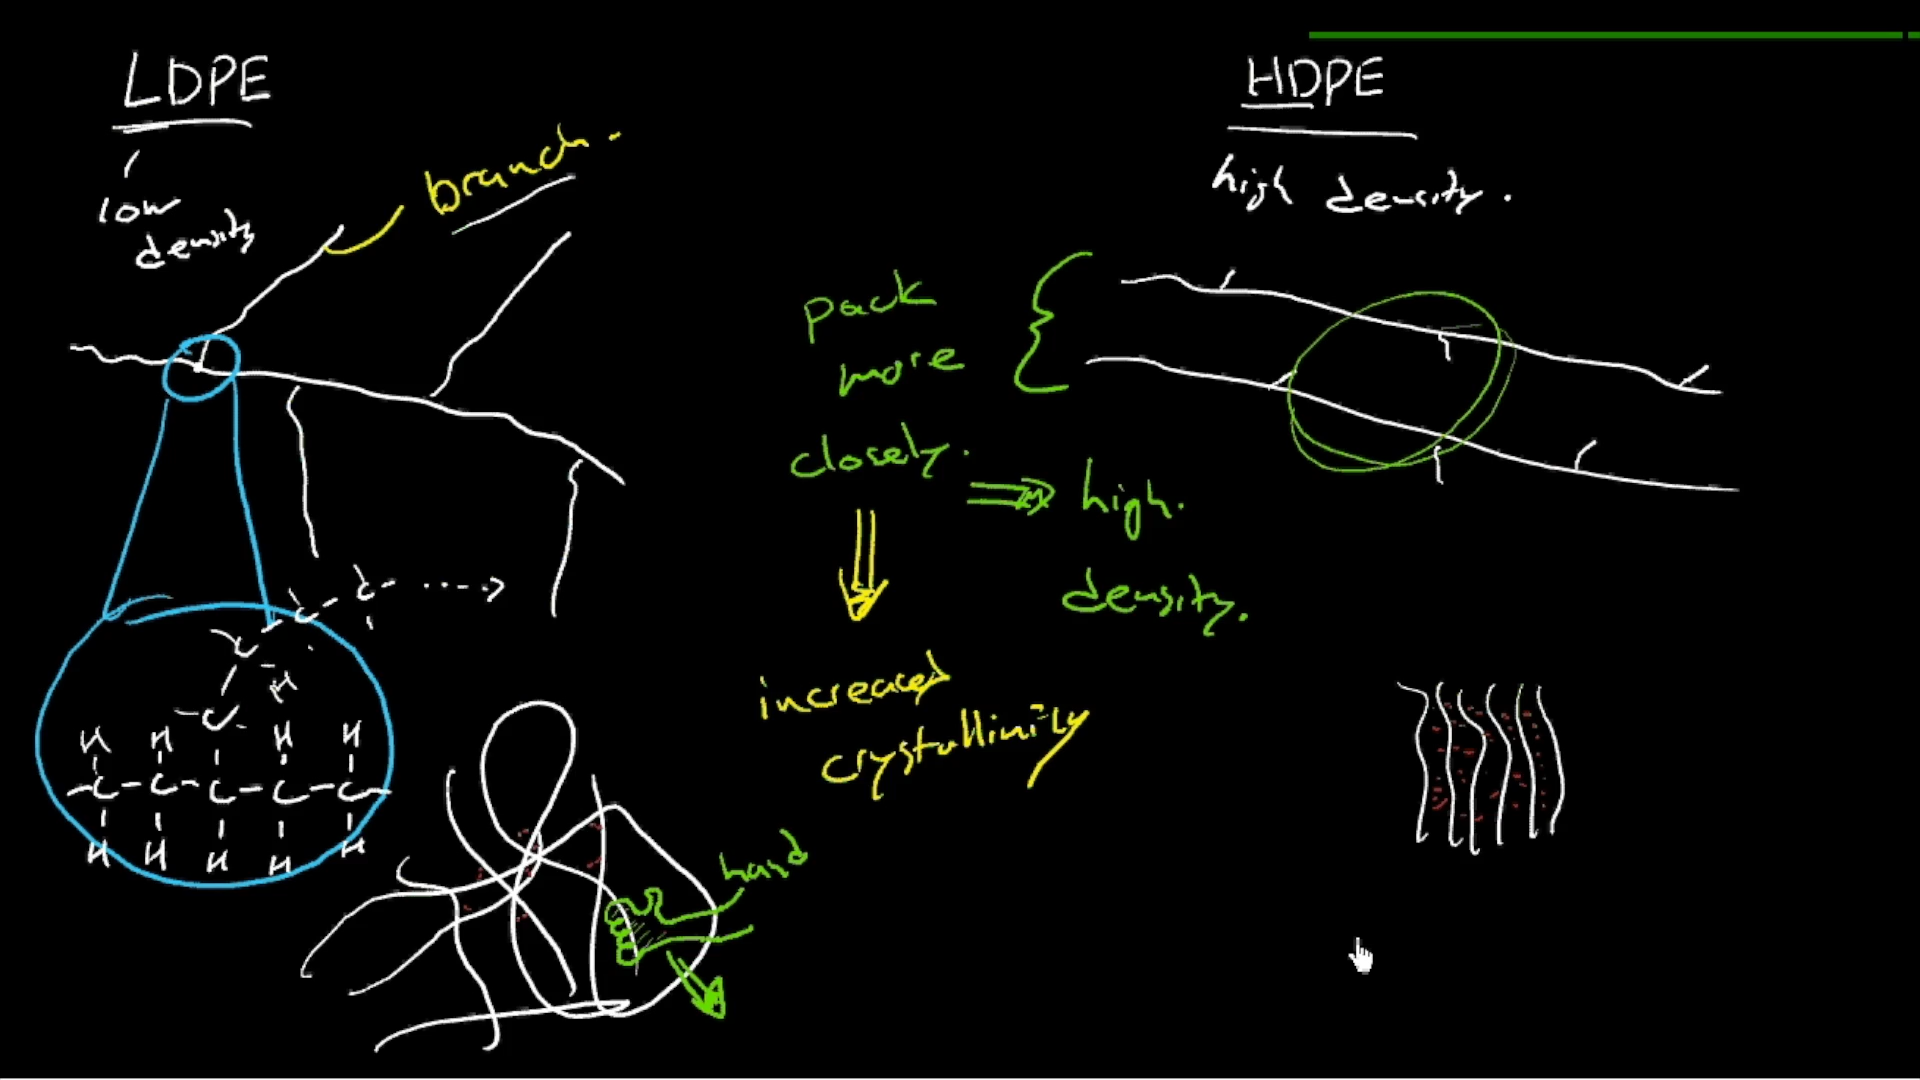 LDPE
low
density
branch.
HDPE
high density.
pack
more
closely.
high.
density.
increased
crystallinity
hand
C - C - ....>
C
H
- C -
H H H H
- C - C - C - C - C -
H H H H H